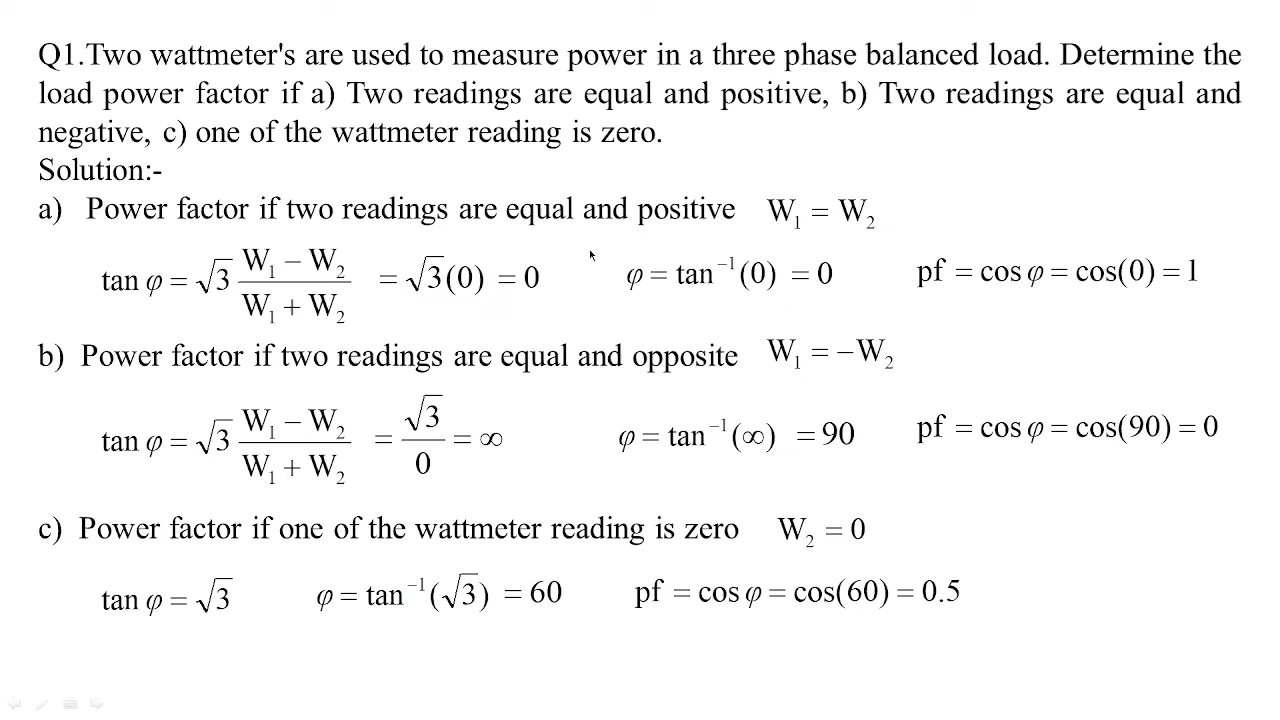 Q1.Two wattmeter's are used to measure power in a three phase balanced load. Determine the
load power factor if a) Two readings are equal and positive, b) Two readings are equal and
negative, c) one of the wattmeter reading is zero.
Solution:-
a) Power factor if two readings are equal and positive W₁ = W₂
tan φ = √3 (W₁ − W₂)/(W₁ + W₂) = √3(0) = 0 φ = tan⁻¹(0) = 0 pf = cos φ = cos(0) = 1
b) Power factor if two readings are equal and opposite W₁ = −W₂
tan φ = √3 (W₁ − W₂)/(W₁ + W₂) = √3/0 = ∞ φ = tan⁻¹(∞) = 90 pf = cos φ = cos(90) = 0
c) Power factor if one of the wattmeter reading is zero W₂ = 0
tan φ = √3 φ = tan⁻¹(√3) = 60 pf = cos φ = cos(60) = 0.5